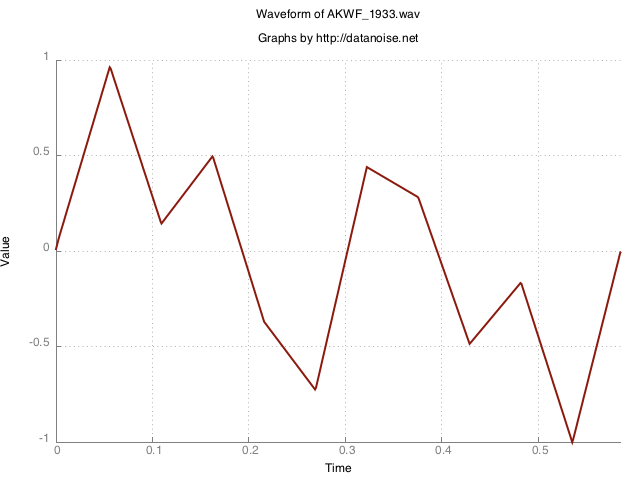 Waveform of AKWF_1933.wav
Graphs by http://datanoise.net
1
0.5
0
-0.5
-1
Value
0 0.1 0.2 0.3 0.4 0.5
Time